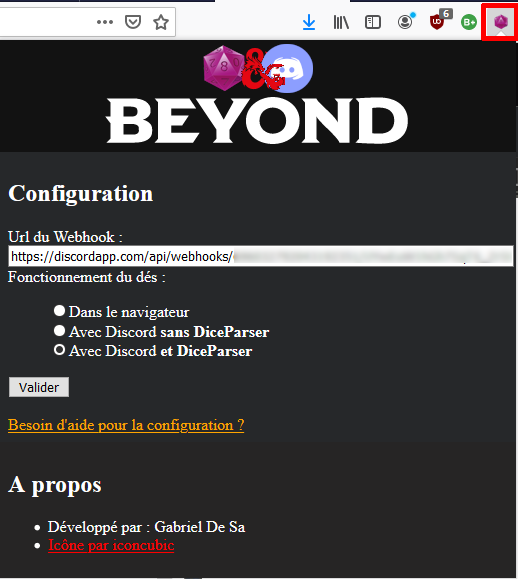 6
UD
B+
8
&
BEYOND
Configuration
Url du Webhook :
https://discordapp.com/api/webhooks/
Fonctionnement du dés :
Dans le navigateur
Avec Discord sans DiceParser
Avec Discord et DiceParser
Valider
Besoin d'aide pour la configuration ?
A propos
Développé par : Gabriel De Sa
Icône par iconcubic